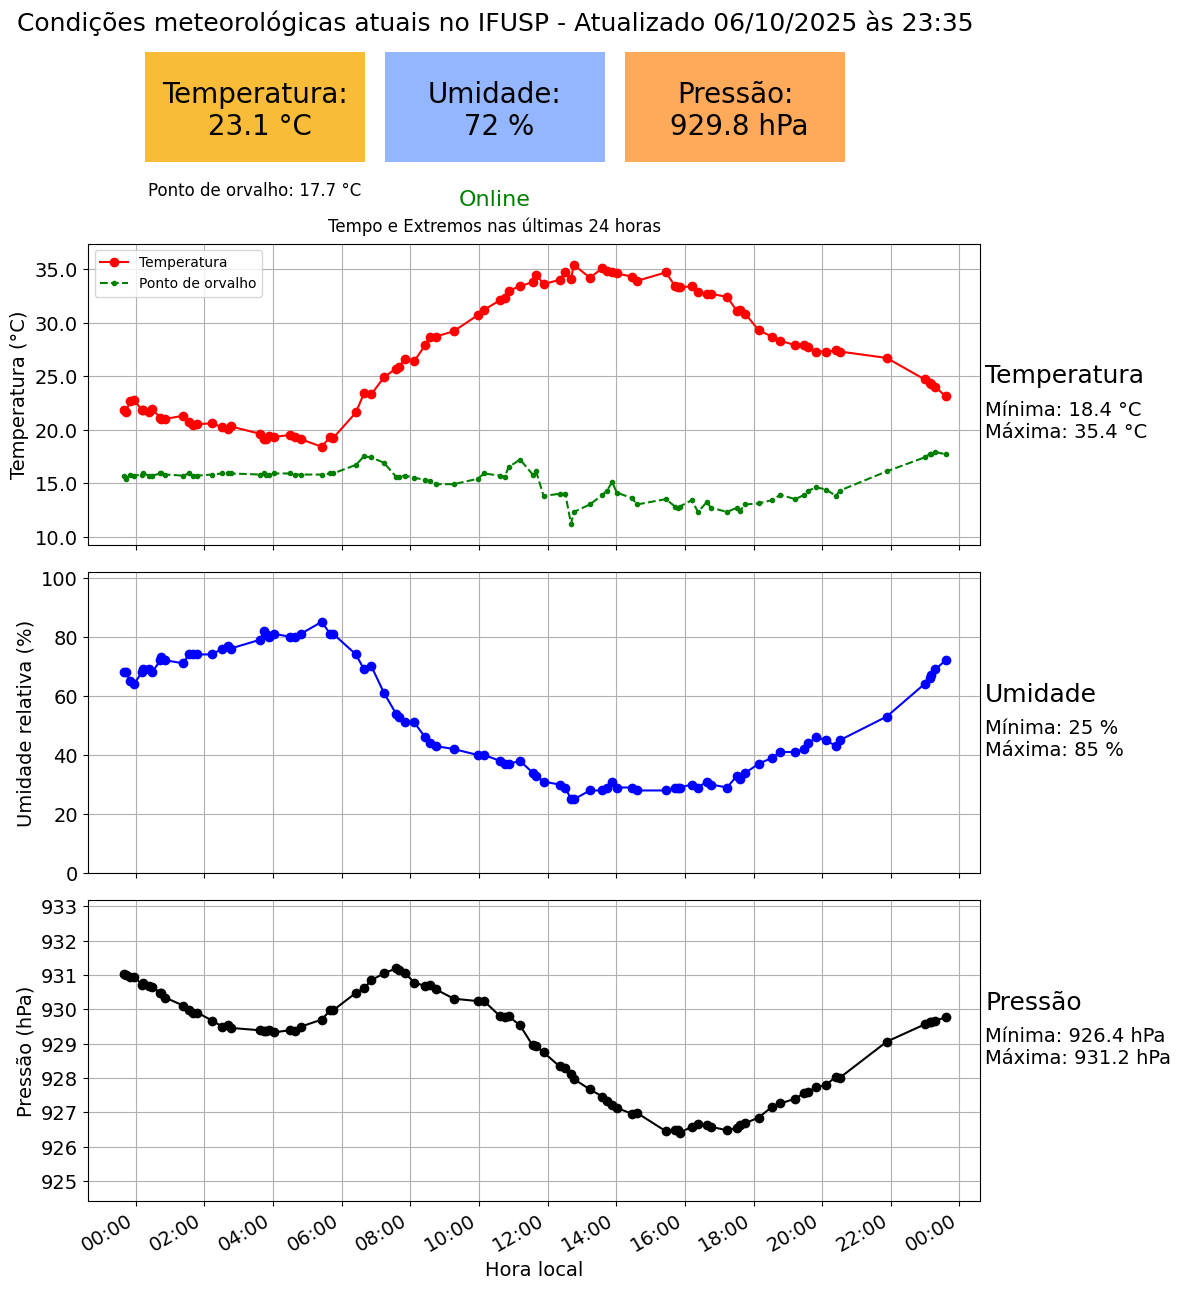 Condições meteorológicas atuais no IFUSP - Atualizado 06/10/2025 às 23:35
Temperatura:
23.1 °C
Umidade:
72 %
Pressão:
929.8 hPa
Ponto de orvalho: 17.7 °C
Online
Tempo e Extremos nas últimas 24 horas
Temperatura (°C)
35.0
30.0
25.0
20.0
15.0
10.0
Temperatura
Ponto de orvalho
Temperatura
Mínima: 18.4 °C
Máxima: 35.4 °C
Umidade relativa (%)
100
80
60
40
20
0
Umidade
Mínima: 25 %
Máxima: 85 %
Pressão (hPa)
933
932
931
930
929
928
927
926
925
Pressão
Mínima: 926.4 hPa
Máxima: 931.2 hPa
00:00 02:00 04:00 06:00 08:00 10:00 12:00 14:00 16:00 18:00 20:00 22:00 00:00
Hora local